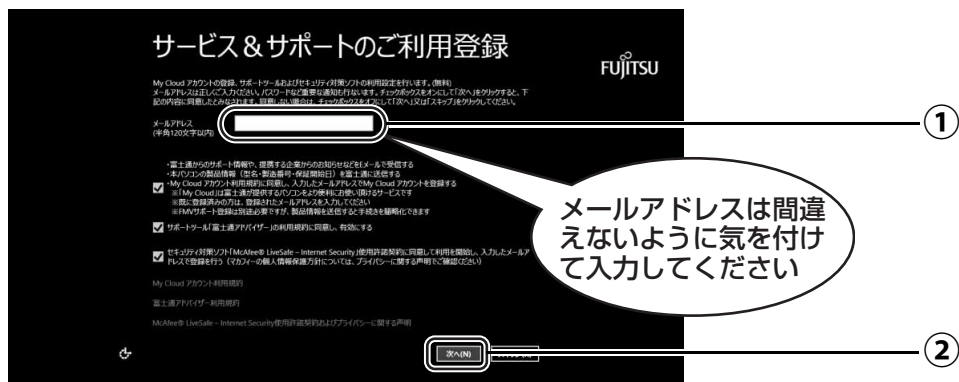 サービス＆サポートのご利用登録
FUJITSU
My Cloud アカウントの登録、サポートツールおよびセキュリティ対策ソフトの利用設定を行います。(無料)
メールアドレスは正しくご入力ください。パスワードなど重要な通知も行ないます。チェックボックスをオンにして「次へ」をクリックすると、下
記の内容に同意したとみなされます。同意しない場合は、チェックボックスをオフにして「次へ」又は「スキップ」をクリックしてください。
メールアドレス
(半角120文字以内)
①
・富士通からのサポート情報や、提携する企業からのお知らせなどをEメールで受信する
・本パソコンの製品情報（型名・製造番号・保証開始日）を富士通に送信する
・My Cloud アカウント利用規約に同意し、入力したメールアドレスでMy Cloud アカウントを登録する
※「My Cloud」は富士通が提供するパソコンをより便利にお使い頂けるサービスです
※既に登録済みの方は、登録されたメールアドレスを入力してください
※FMVサポート登録は別途必要ですが、製品情報を送信すると手続きを簡略化できます
サポートツール「富士通アドバイザー」の利用規約に同意し、有効にする
セキュリティ対策ソフト「McAfee® LiveSafe – Internet Security」使用許諾契約に同意して利用を開始し、入力したメールア
ドレスで登録を行う（マカフィーの個人情報保護方針については、プライバシーに関する声明でご確認ください）
メールアドレスは間違
えないように気を付け
て入力してください
My Cloud アカウント利用規約
富士通アドバイザー利用規約
McAfee® LiveSafe – Internet Security使用許諾契約およびプライバシーに関する声明
次へ(N)
②